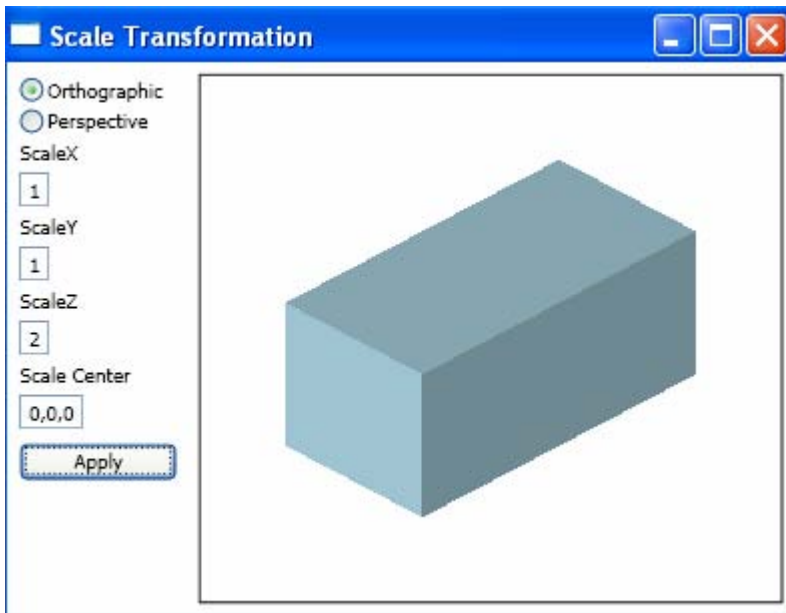 Scale Transformation
Orthographic
Perspective
ScaleX
1
ScaleY
1
ScaleZ
2
Scale Center
0,0,0
Apply